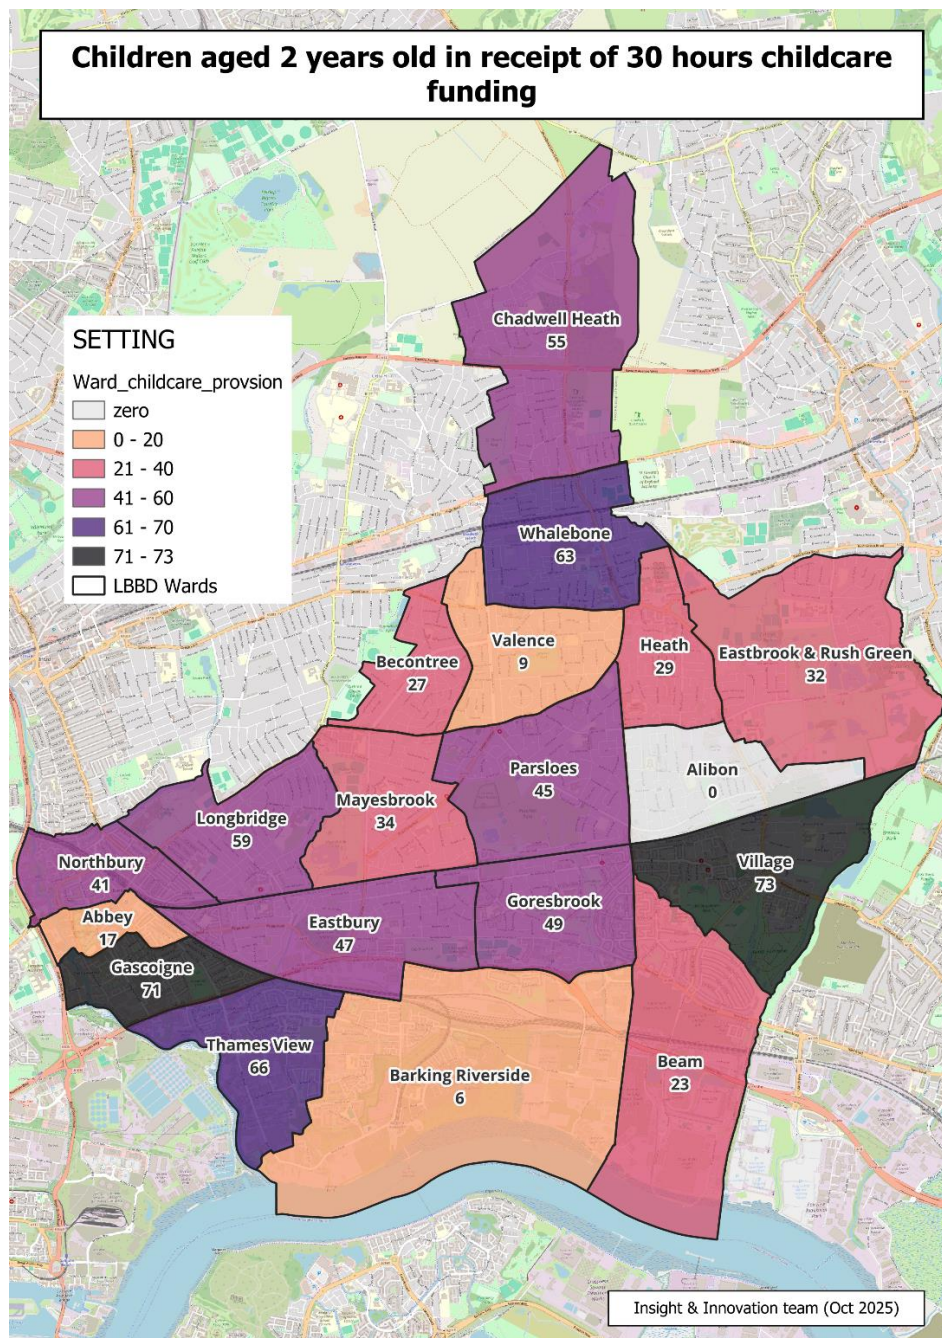 Children aged 2 years old in receipt of 30 hours childcare
funding
SETTING
Ward_childcare_provsion
zero
0 - 20
21 - 40
41 - 60
61 - 70
71 - 73
LBBD Wards
Chadwell Heath
55
Whalebone
63
Valence
9
Heath
29
Eastbrook & Rush Green
32
Becontree
27
Parsloes
45
Alibon
0
Mayesbrook
34
Longbridge
59
Northbury
41
Village
73
Goresbrook
49
Abbey
17
Eastbury
47
Gascoigne
71
Thames View
66
Barking Riverside
6
Beam
23
Insight & Innovation team (Oct 2025)